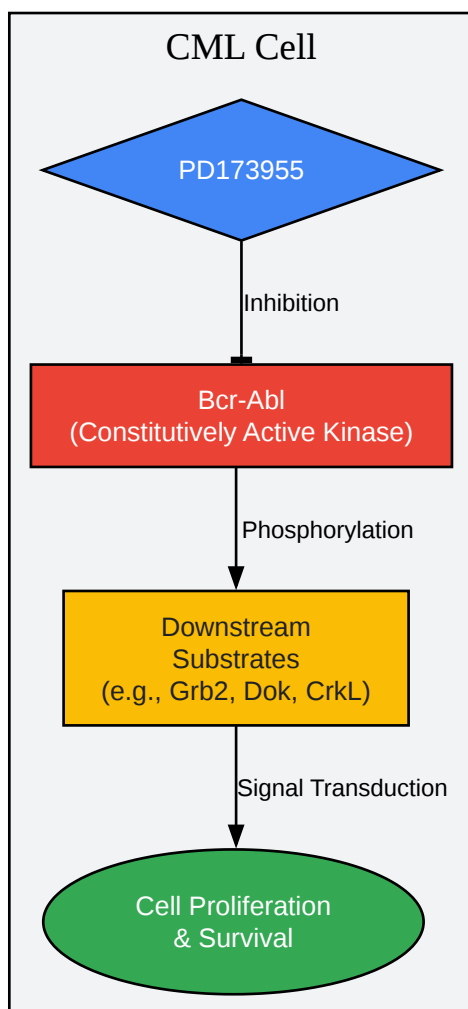 CML Cell
PD173955
Inhibition
Bcr-Abl
(Constitutively Active Kinase)
Phosphorylation
Downstream
Substrates
(e.g., Grb2, Dok, CrkL)
Signal Transduction
Cell Proliferation
& Survival